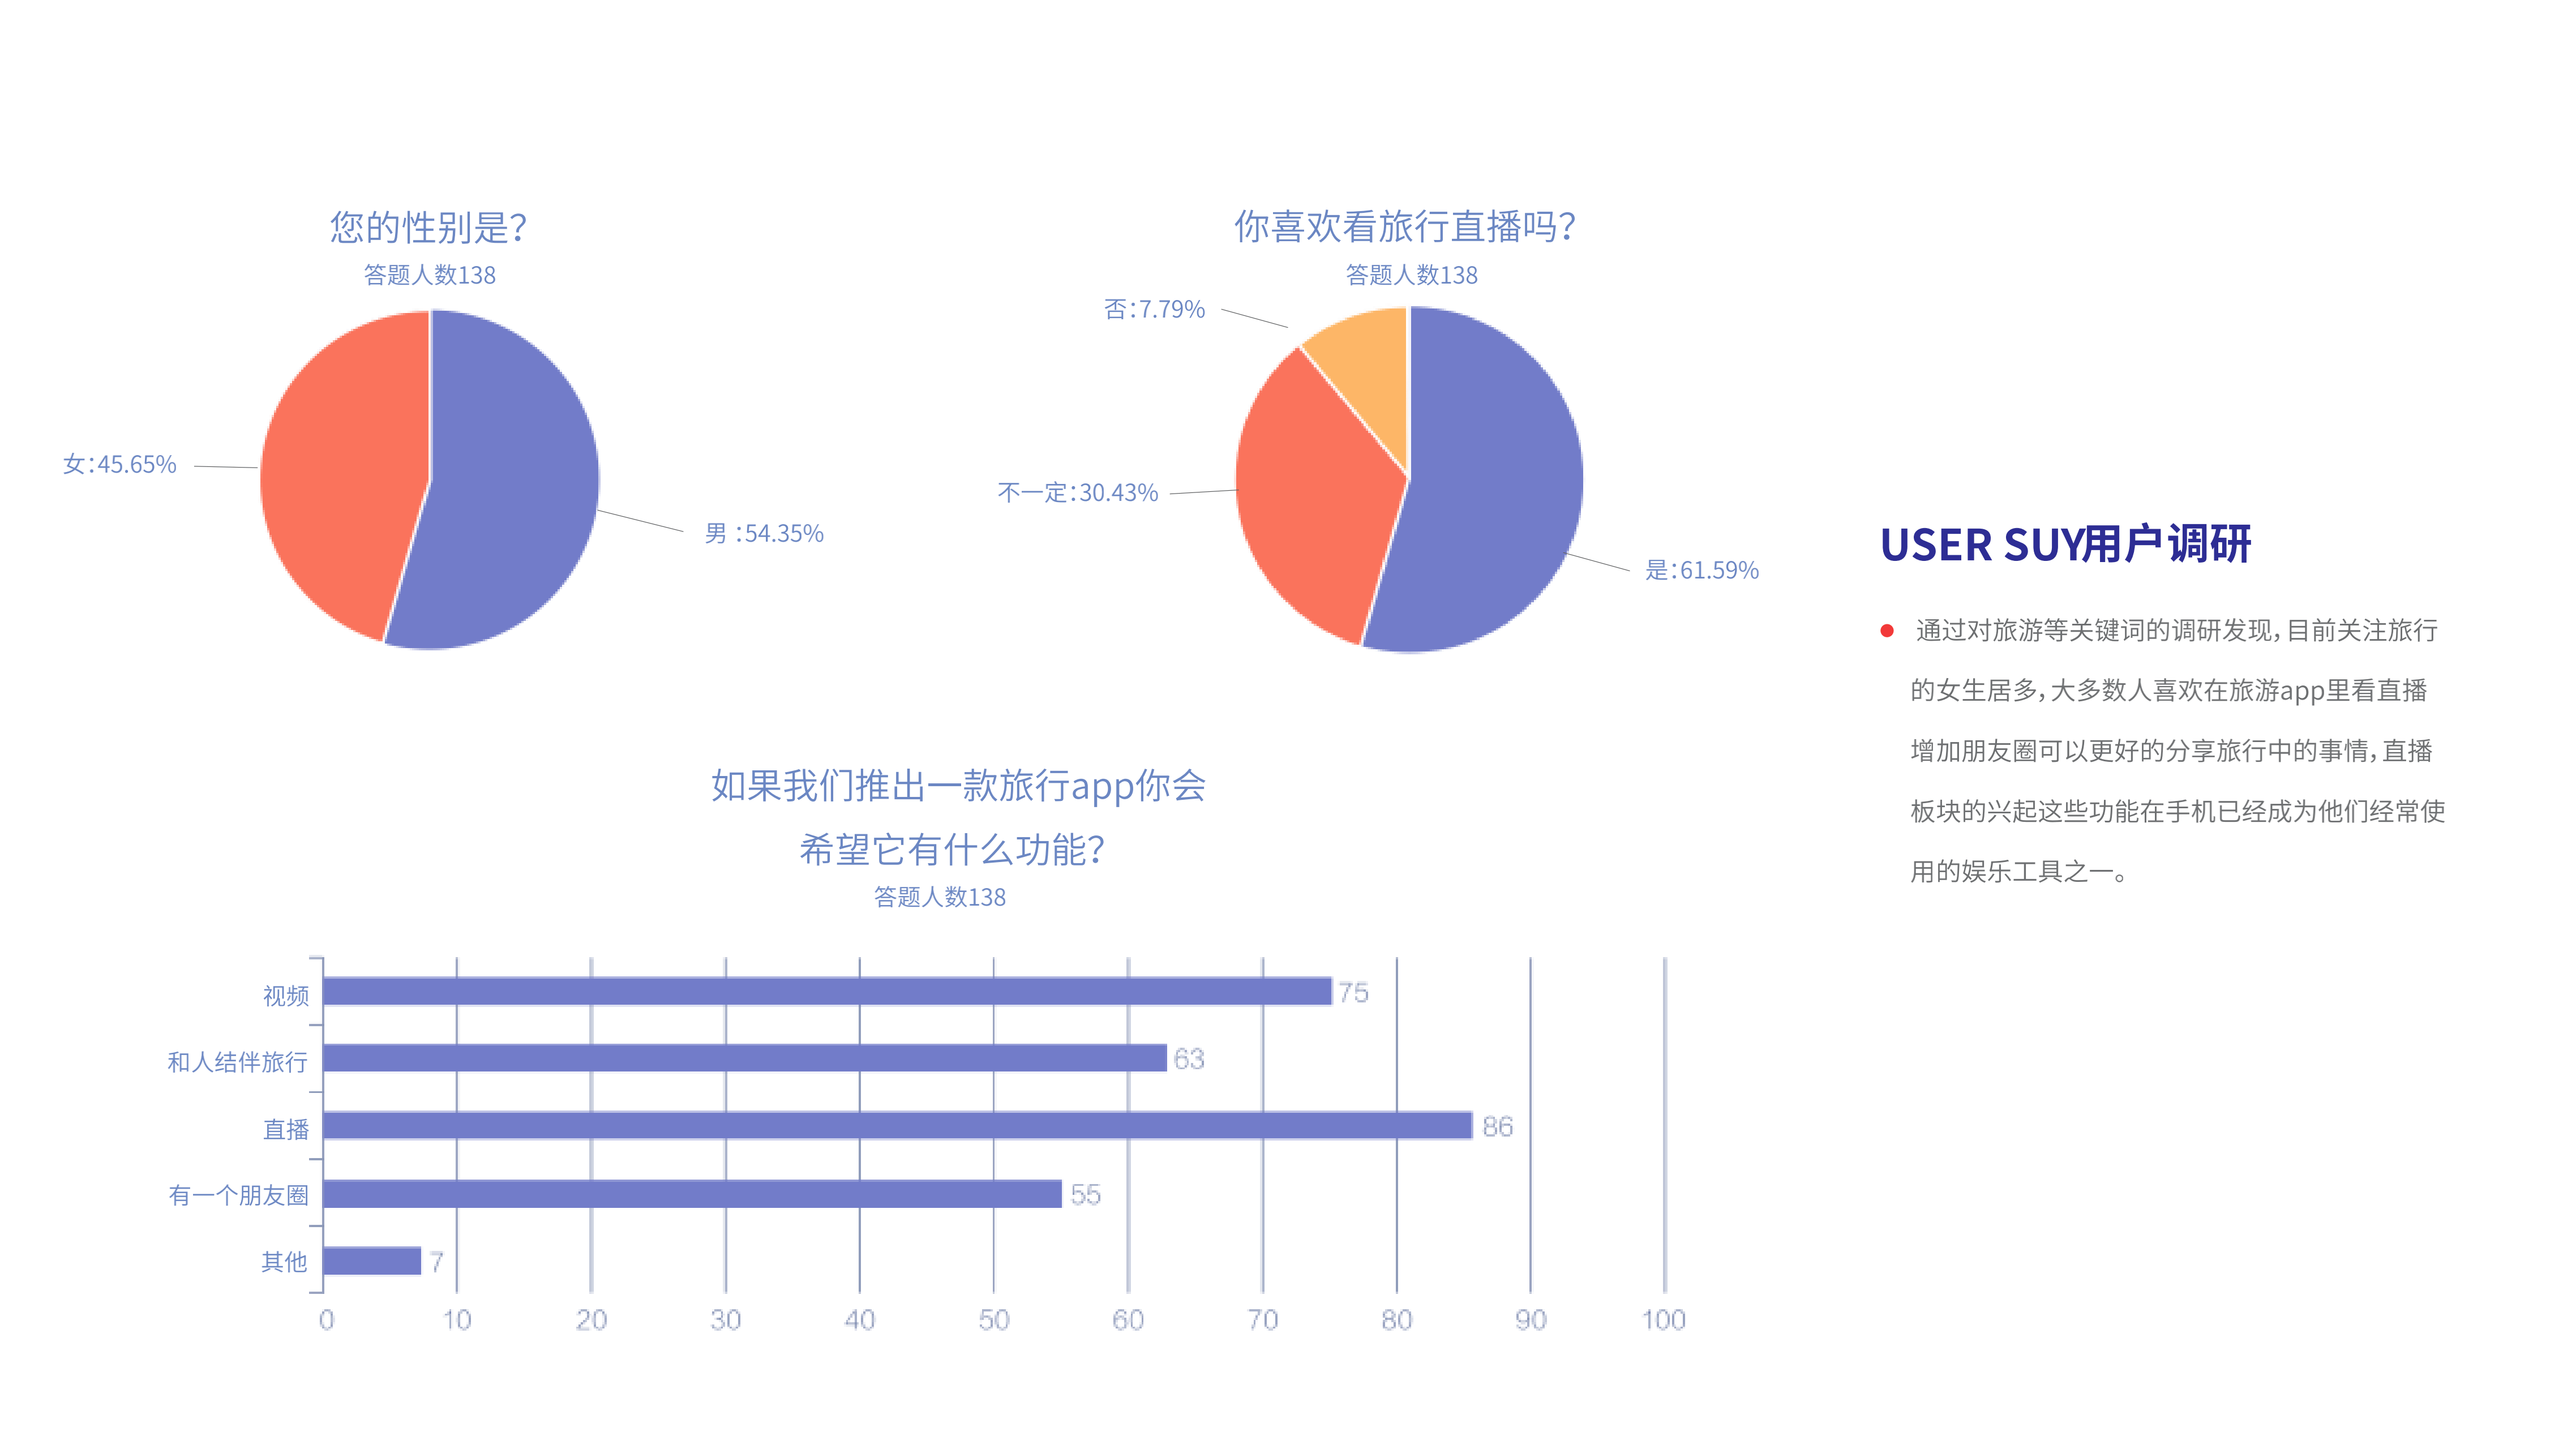 您的性别是？
答题人数138
女：45.65%
男 ：54.35%
你喜欢看旅行直播吗？
答题人数138
否：7.79%
不一定：30.43%
是：61.59%
如果我们推出一款旅行app你会
希望它有什么功能？
答题人数138
视频
75
和人结伴旅行
63
直播
86
有一个朋友圈
55
其他
7
0 10 20 30 40 50 60 70 80 90 100
USER SUY用户调研
通过对旅游等关键词的调研发现，目前关注旅行
的女生居多，大多数人喜欢在旅游app里看直播
增加朋友圈可以更好的分享旅行中的事情，直播
板块的兴起这些功能在手机已经成为他们经常使
用的娱乐工具之一。